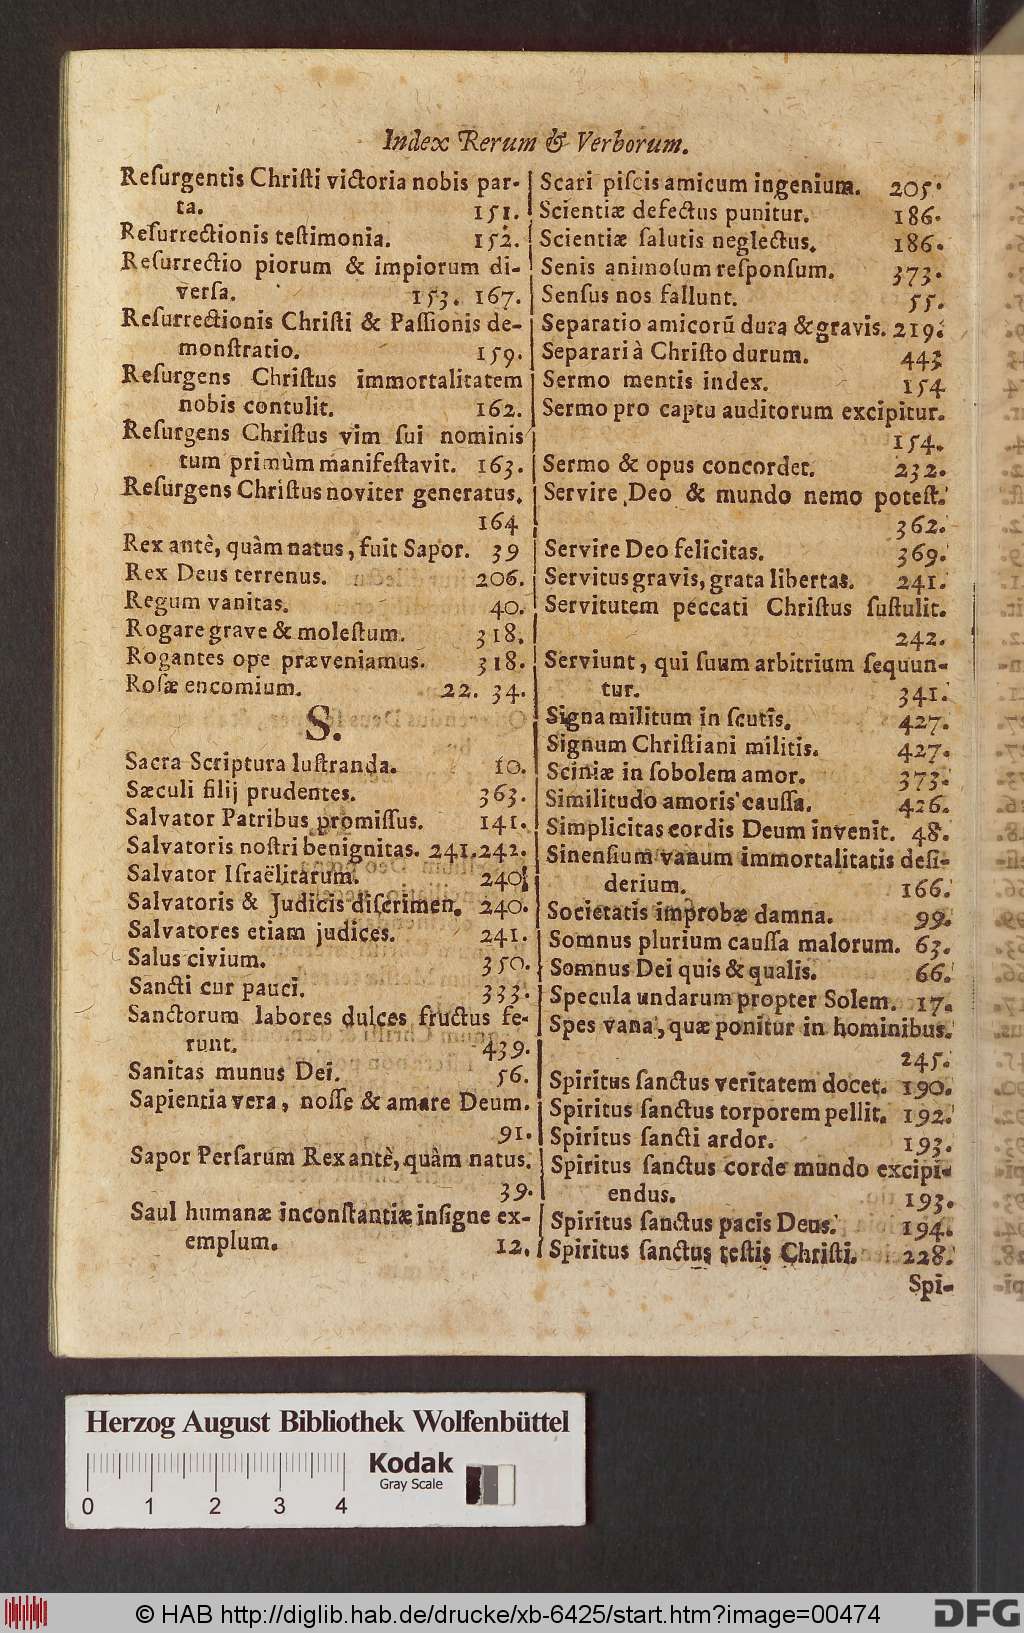 Index Rerum & Verborum.
Reſurgentis Chriſti victoria nobis par-
ta. 151.
Reſurrectionis teſtimonia. 152.
Reſurrectio piorum & impiorum di-
verſa. 153. 167.
Reſurrectionis Chriſti & Paſſionis de-
monſtratio. 159.
Reſurgens Chriſtus immortalitatem
nobis contulit. 162.
Reſurgens Chriſtus vim ſui nominis
tum primùm manifeſtavit. 163.
Reſurgens Chriſtus noviter generatus.
164
Rex antè, quàm natus, fuit Sapor. 39
Rex Deus terrenus. 206.
Regum vanitas. 40.
Rogare grave & moleſtum. 318.
Rogantes ope præveniamus. 318.
Roſæ encomium. 22. 34.
S.
Sacra Scriptura luſtranda. 10.
Sæculi filij prudentes. 363.
Salvator Patribus promiſſus. 141.
Salvatoris noſtri benignitas. 241.242.
Salvator Iſraëlitarum. 240.
Salvatoris & Judicis diſcrimen. 240.
Salvatores etiam judices. 241.
Salus civium. 350.
Sancti cur pauci. 333.
Sanctorum labores dulces fructus fe-
runt. 439.
Sanitas munus Dei. 56.
Sapientia vera, noſſe & amare Deum.
91.
Sapor Perſarum Rex antè, quàm natus.
39.
Saul humanæ inconſtantiæ inſigne ex-
emplum. 12.
Scari piſcis amicum ingenium. 205.
Scientiæ defectus punitur. 186.
Scientiæ ſalutis neglectus. 186.
Senis animoſum reſponſum. 373.
Senſus nos fallunt. 55.
Separatio amicorũ dura & gravis. 219.
Separari à Chriſto durum. 443
Sermo mentis index. 154
Sermo pro captu auditorum excipitur.
154.
Sermo & opus concordet. 232.
Servire Deo & mundo nemo poteſt.
362.
Servire Deo felicitas. 369.
Servitus gravis, grata libertas. 241.
Servitutem peccati Chriſtus ſuſtulit.
242.
Serviunt, qui ſuum arbitrium ſequun-
tur. 341.
Signa militum in ſcutis. 427.
Signum Chriſtiani militis. 427.
Sciniæ in ſobolem amor. 373.
Similitudo amoris cauſſa. 426.
Simplicitas cordis Deum invenit. 48.
Sinenſium vanum immortalitatis deſi-
derium. 166.
Societatis improbæ damna. 99.
Somnus plurium cauſſa malorum. 63.
Somnus Dei quis & qualis. 66.
Specula undarum propter Solem. 17.
Spes vana, quæ ponitur in hominibus.
245.
Spiritus ſanctus veritatem docet. 190.
Spiritus ſanctus torporem pellit. 192.
Spiritus ſancti ardor. 193.
Spiritus ſanctus corde mundo excipi-
endus. 193.
Spiritus ſanctus pacis Deus. 194.
Spiritus ſanctus teſtis Chriſti. 228.
Spi-
Herzog August Bibliothek Wolfenbüttel
Kodak
Gray Scale
0 1 2 3 4
© HAB http://diglib.hab.de/drucke/xb-6425/start.htm?image=00474
DFG